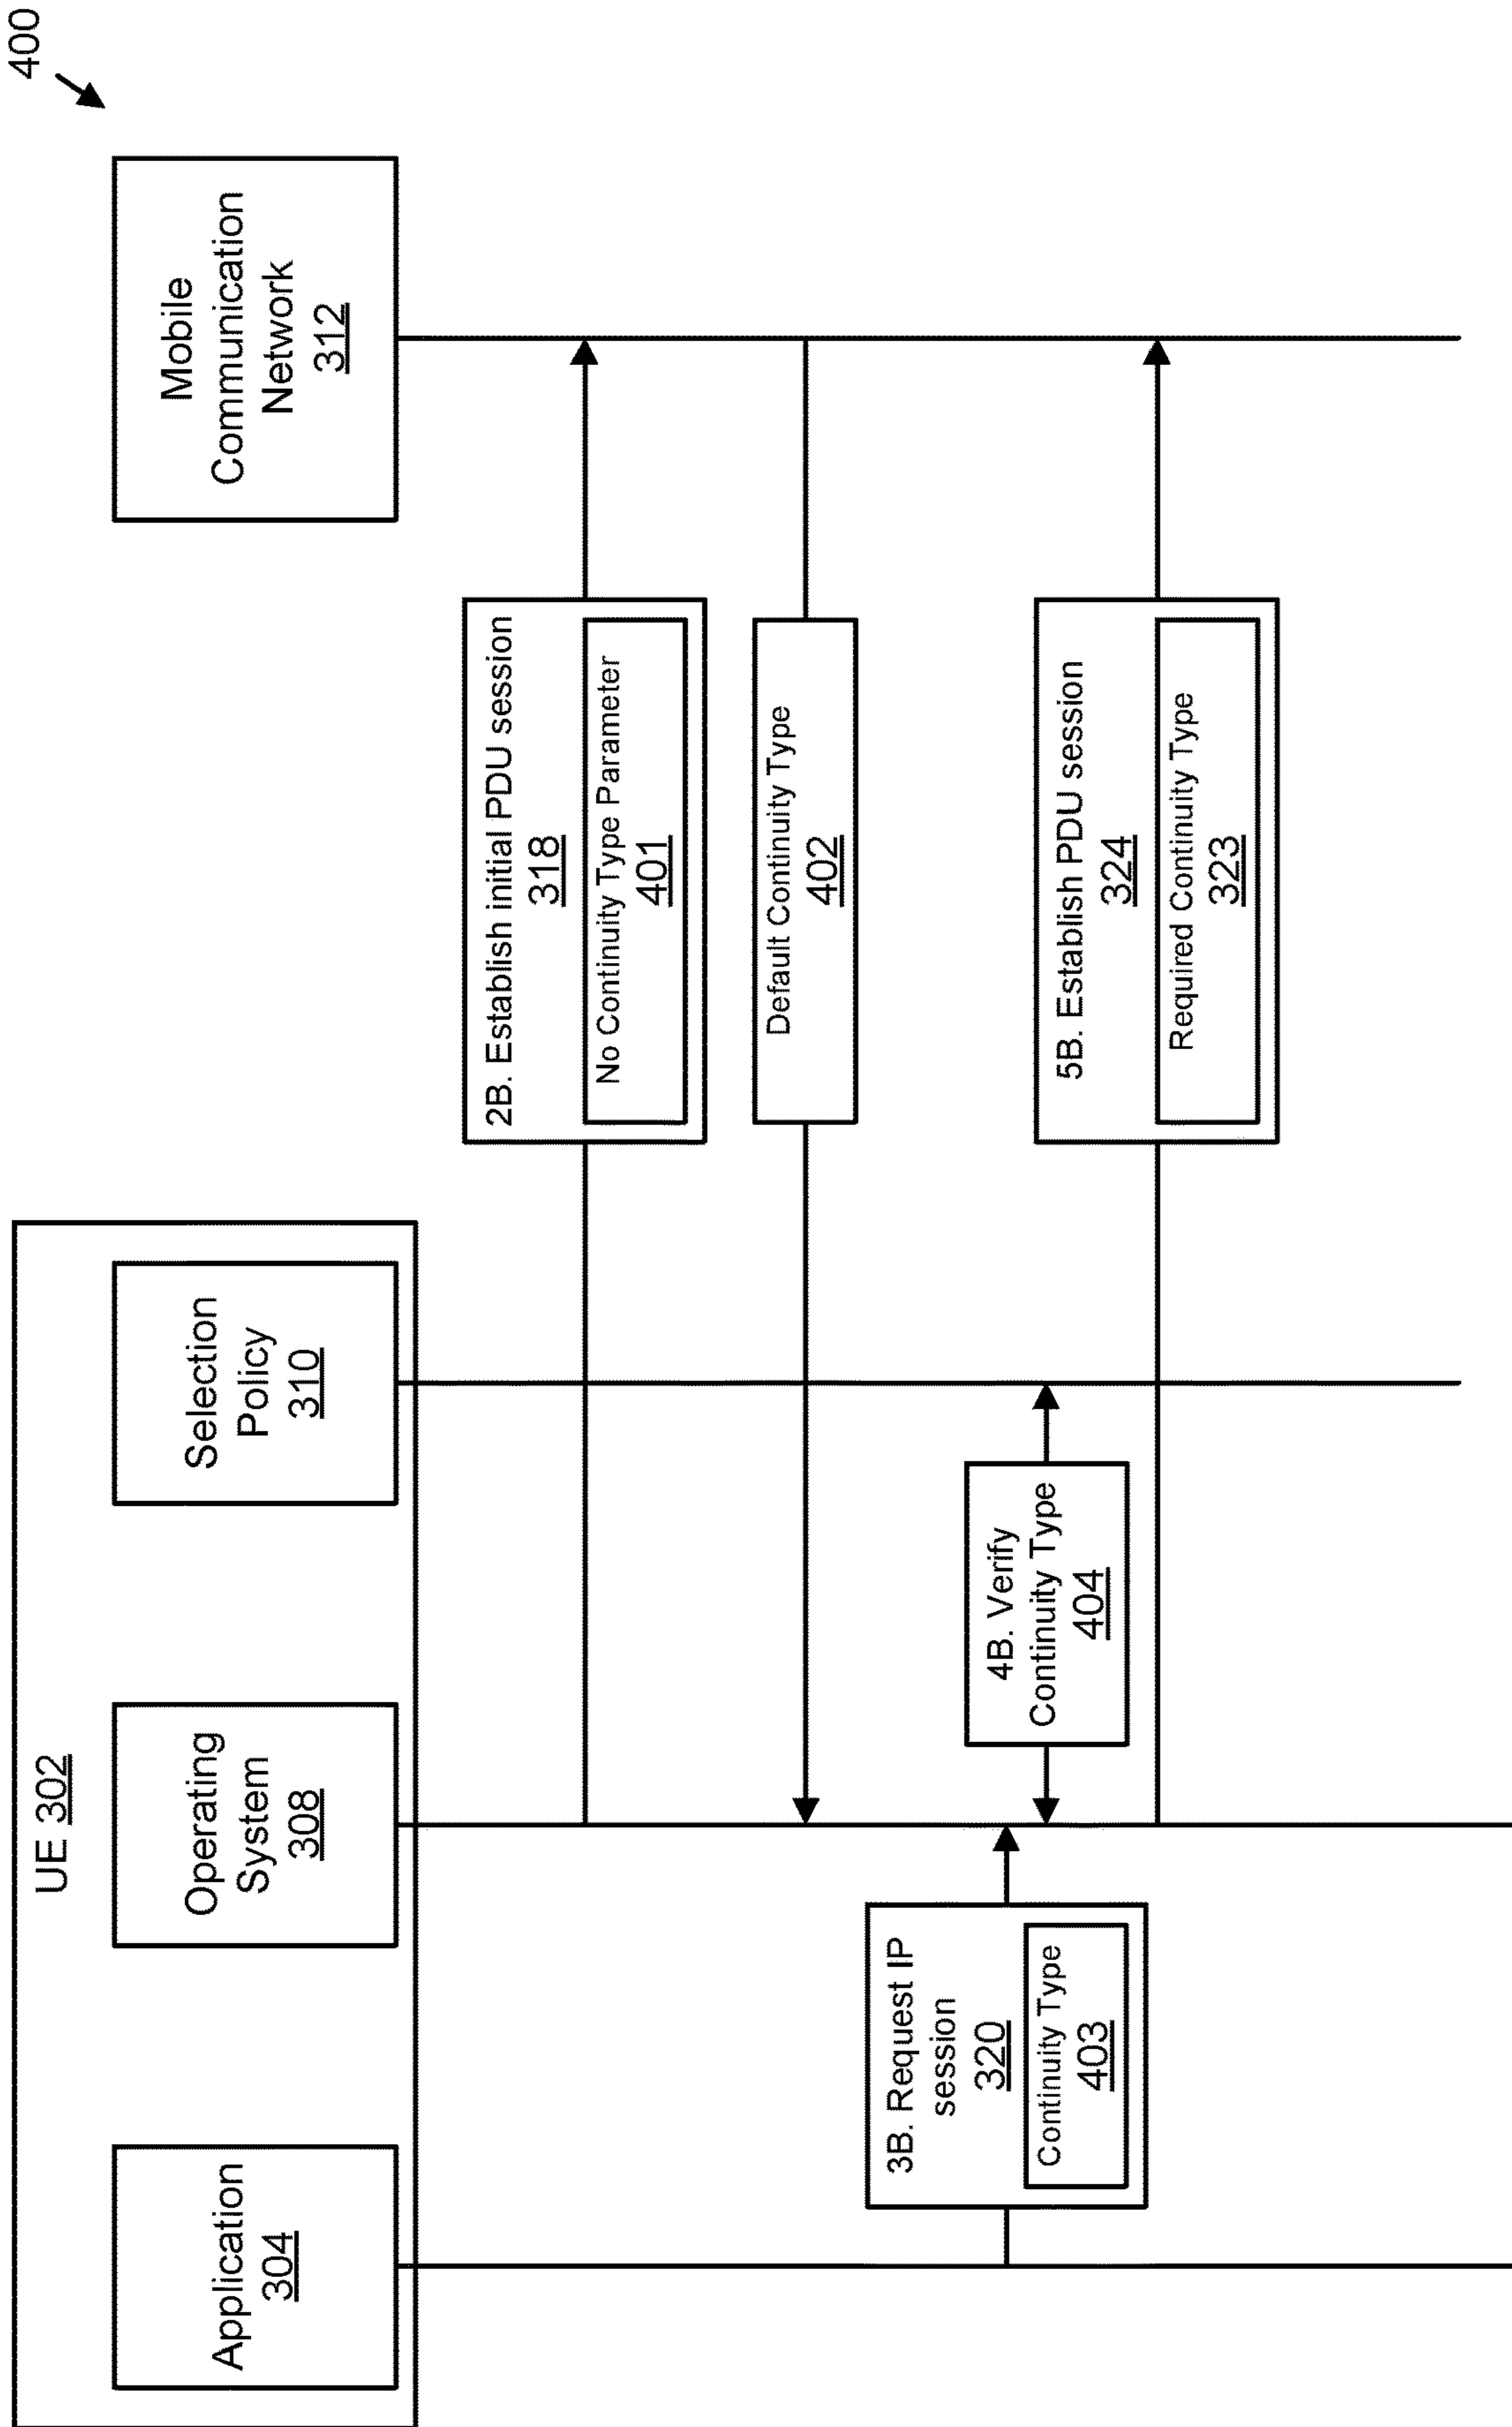 400
UE 302
Application
304
Operating
System
308
Selection
Policy
310
Mobile
Communication
Network
312
2B. Establish initial PDU session
318
No Continuity Type Parameter
401
Default Continuity Type
402
3B. Request IP
session
320
Continuity Type
403
4B. Verify
Continuity Type
404
5B. Establish PDU session
324
Required Continuity Type
323